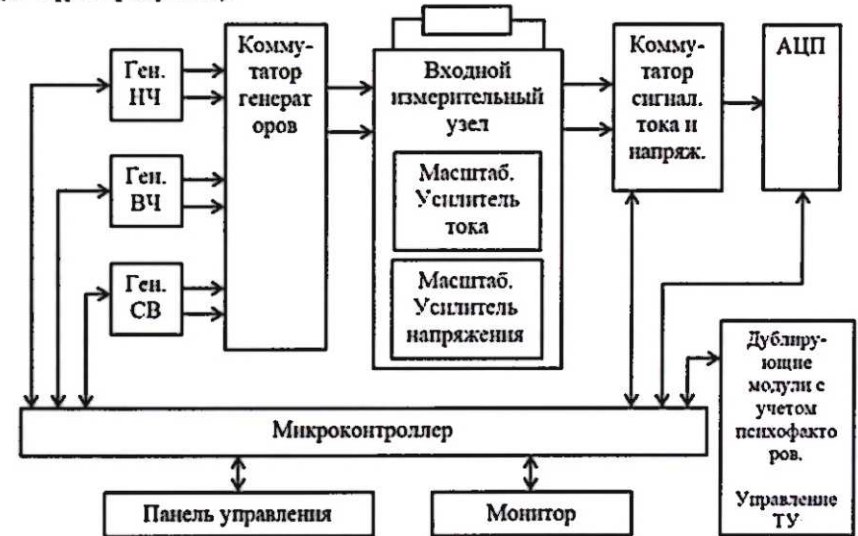 Ген.
НЧ
Ген.
ВЧ
Ген.
СВ
Комму-
татор
генерат
оров
Входной
измерительный
узел
Масштаб.
Усилитель
тока
Масштаб.
Усилитель
напряжения
Комму-
татор
сигнал.
тока и
напряж.
АЦП
Дублиру-
ющие
модули с
учетом
психофакто
ров.
Управление
ТУ
Микроконтроллер
Панель управления
Монитор